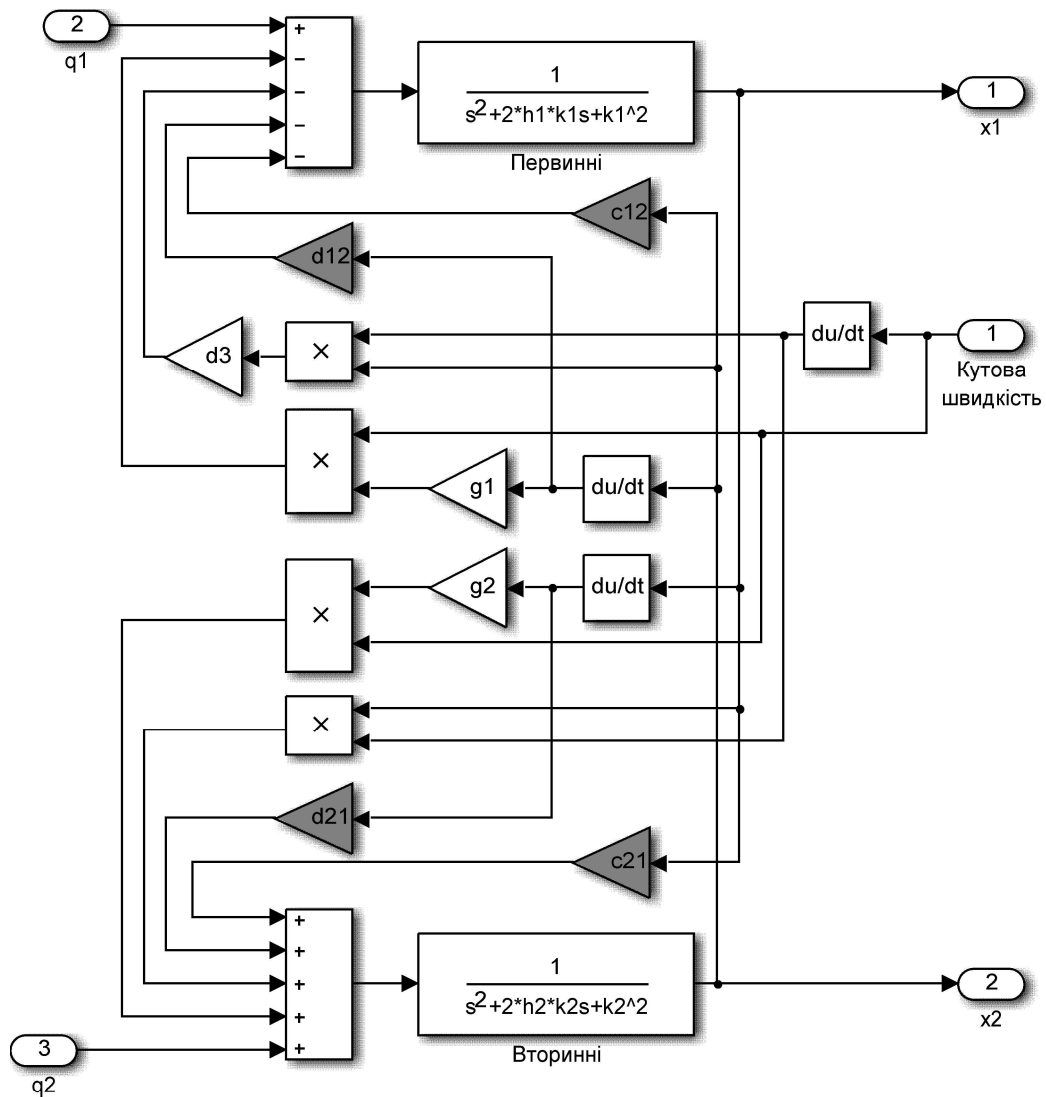 2
q1
+
−
−
−
−
1
s2+2*h1*k1s+k1^2
Первинні
1
x1
c12
d12
d3
×
du/dt
1
Кутова
швидкість
×
g1
du/dt
×
g2
du/dt
×
d21
c21
+
+
+
+
+
1
s2+2*h2*k2s+k2^2
Вторинні
2
x2
3
q2